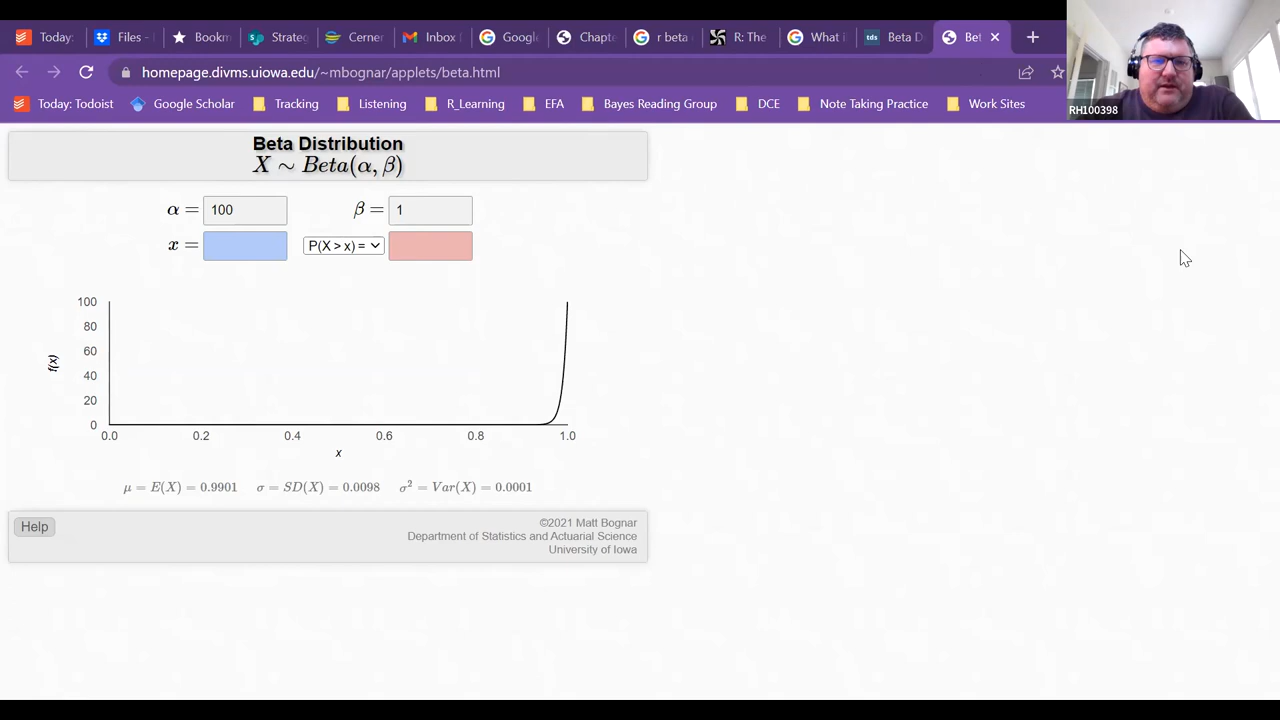 Today: Files - Bookm Strate Cerner Inbox Googl Chapte r beta R: The What i Beta D Bet
homepage.divms.uiowa.edu/~mbognar/applets/beta.html
RH100398
Today: Todoist Google Scholar Tracking Listening R_Learning EFA Bayes Reading Group DCE Note Taking Practice Work Sites
Beta Distribution
X ∼ Beta(α, β)
α = 100 β = 1
x = P(X > x) =
100
80
60
40
20
0
f(x)
0.0 0.2 0.4 0.6 0.8 1.0
x
μ = E(X) = 0.9901 σ = SD(X) = 0.0098 σ² = Var(X) = 0.0001
Help
©2021 Matt Bognar
Department of Statistics and Actuarial Science
University of Iowa